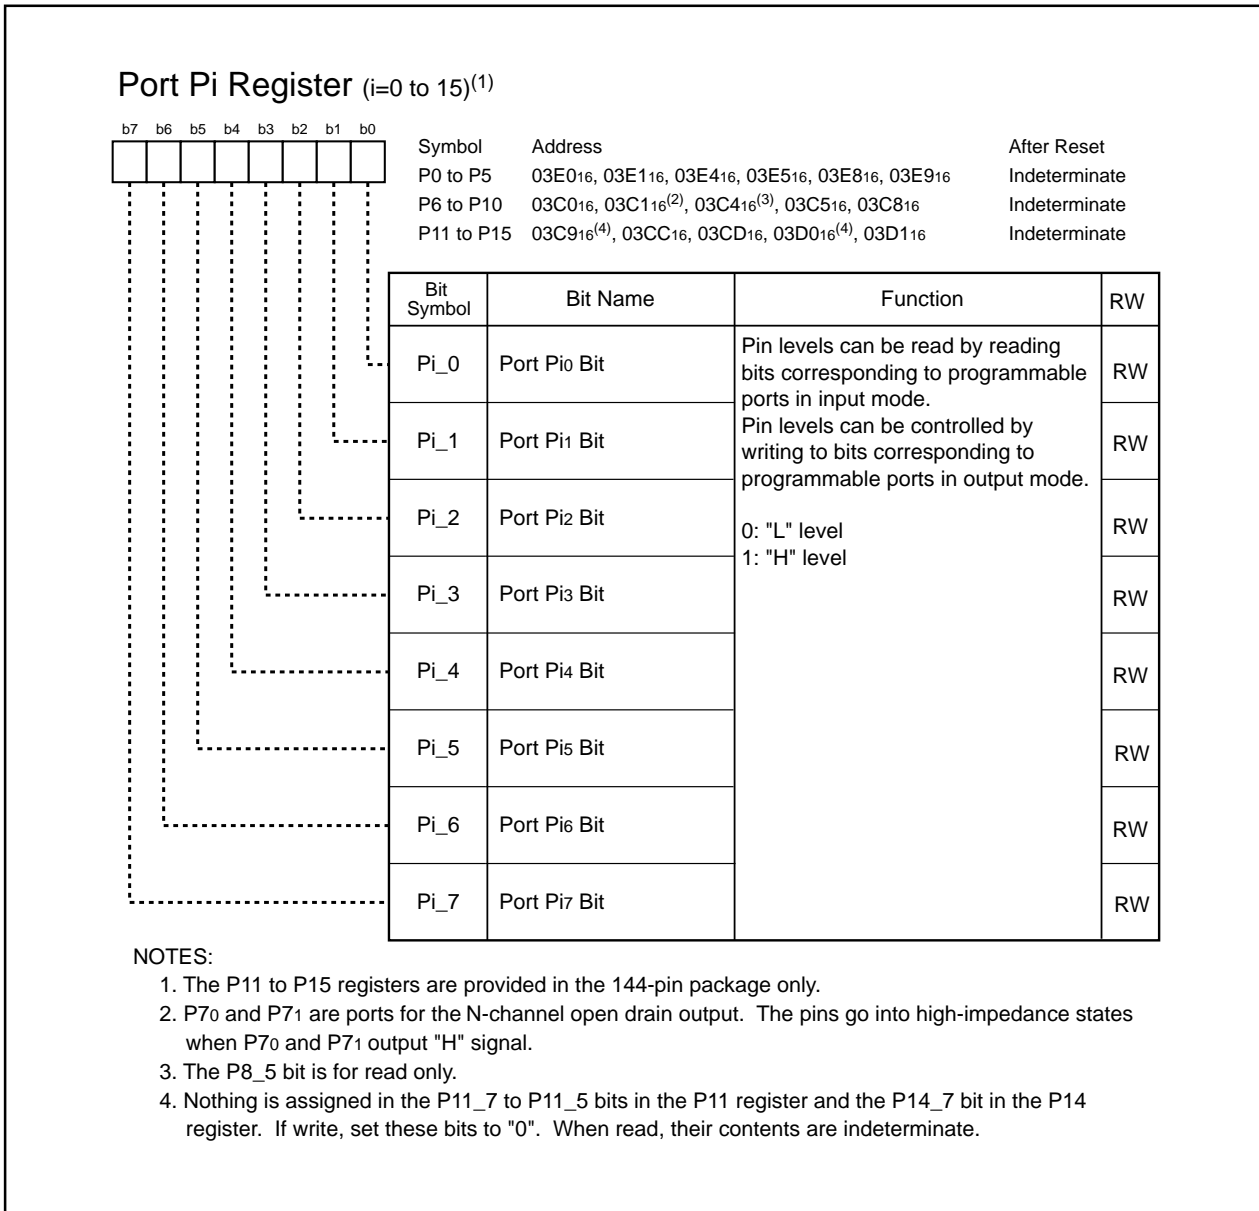 Port Pi Register (i=0 to 15)(1)
b7 b6 b5 b4 b3 b2 b1 b0
Symbol Address After Reset
P0 to P5 03E016, 03E116, 03E416, 03E516, 03E816, 03E916 Indeterminate
P6 to P10 03C016, 03C116(2), 03C416(3), 03C516, 03C816 Indeterminate
P11 to P15 03C916(4), 03CC16, 03CD16, 03D016(4), 03D116 Indeterminate
Bit Symbol Bit Name Function RW
Pi_0 Port Pi0 Bit RW
Pi_1 Port Pi1 Bit RW
Pi_2 Port Pi2 Bit RW
Pi_3 Port Pi3 Bit RW
Pi_4 Port Pi4 Bit RW
Pi_5 Port Pi5 Bit RW
Pi_6 Port Pi6 Bit RW
Pi_7 Port Pi7 Bit RW
Pin levels can be read by reading
bits corresponding to programmable
ports in input mode.
Pin levels can be controlled by
writing to bits corresponding to
programmable ports in output mode.
0: "L" level
1: "H" level
NOTES:
1. The P11 to P15 registers are provided in the 144-pin package only.
2. P70 and P71 are ports for the N-channel open drain output. The pins go into high-impedance states
when P70 and P71 output "H" signal.
3. The P8_5 bit is for read only.
4. Nothing is assigned in the P11_7 to P11_5 bits in the P11 register and the P14_7 bit in the P14
register. If write, set these bits to "0". When read, their contents are indeterminate.